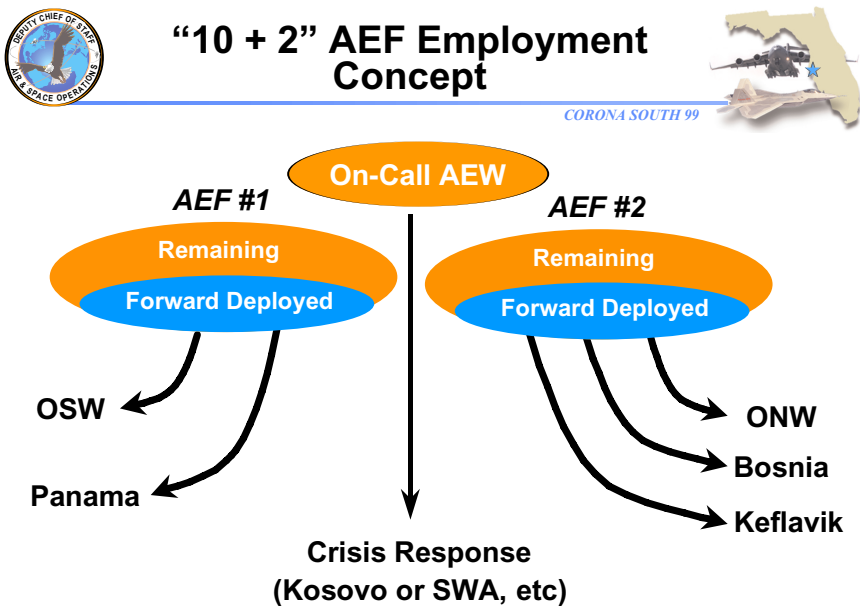 DEPUTY CHIEF OF STAFF
AIR & SPACE OPERATIONS
“10 + 2” AEF Employment
Concept
CORONA SOUTH 99
On-Call AEW
AEF #1
Remaining
Forward Deployed
OSW
Panama
AEF #2
Remaining
Forward Deployed
ONW
Bosnia
Keflavik
Crisis Response
(Kosovo or SWA, etc)